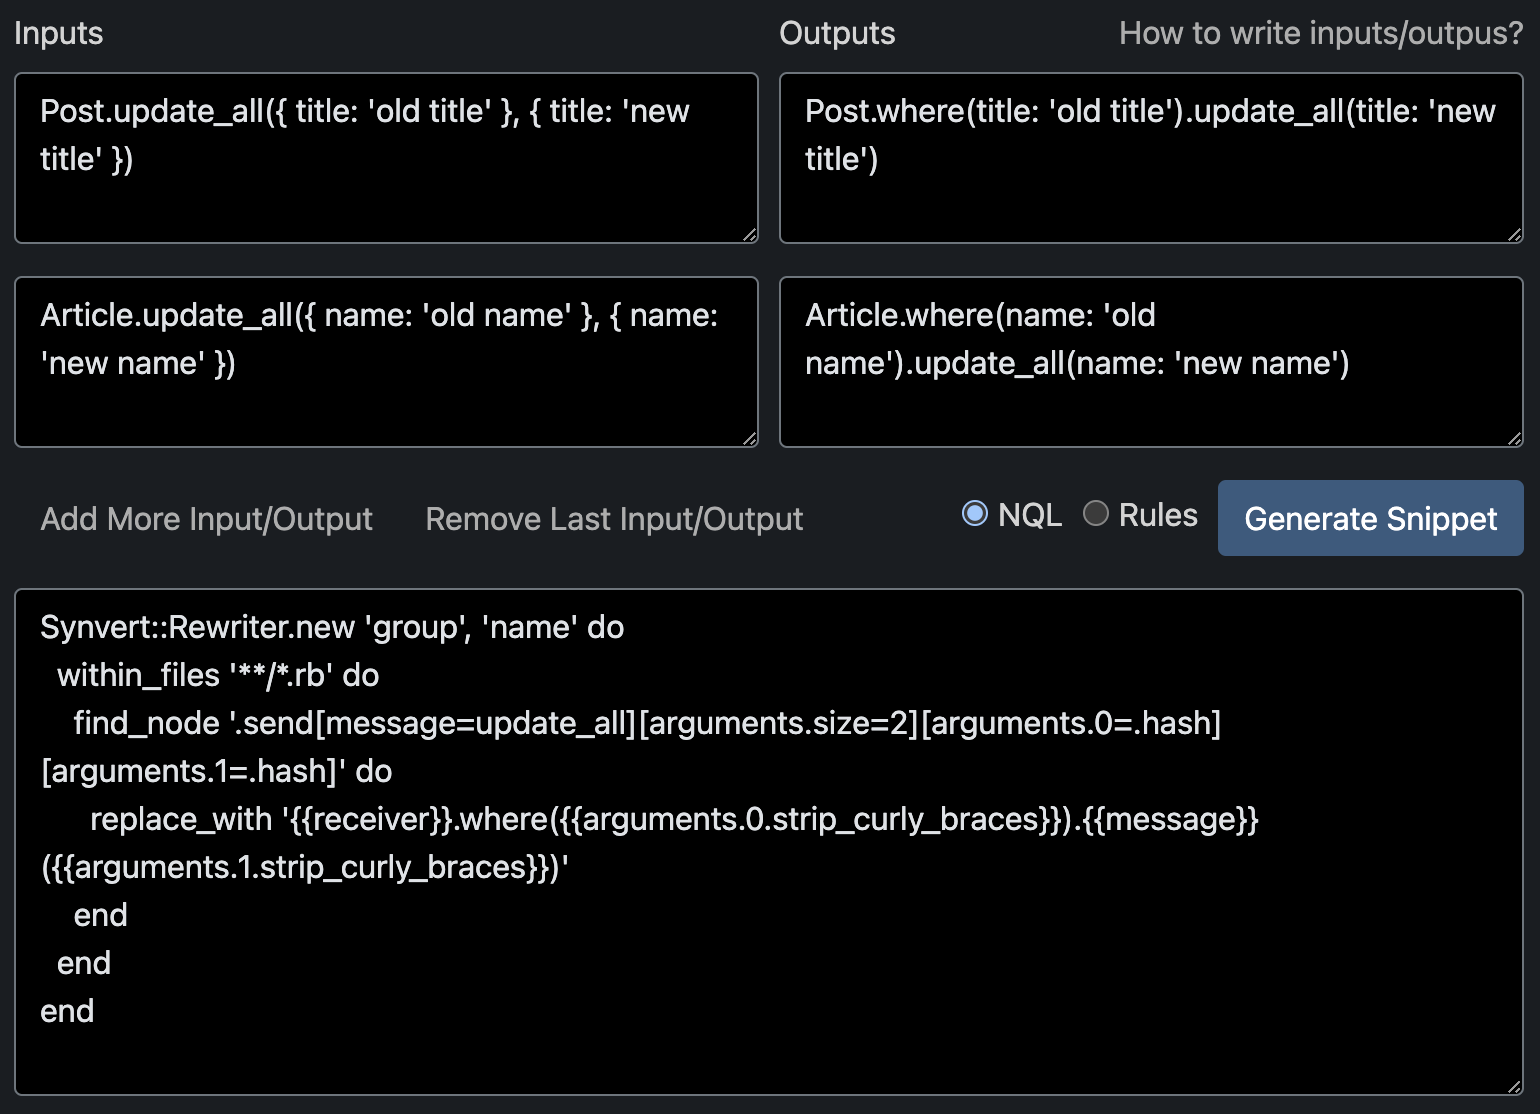 Inputs
Outputs
How to write inputs/outpus?
Post.update_all({ title: 'old title' }, { title: 'new
title' })
Post.where(title: 'old title').update_all(title: 'new
title')
Article.update_all({ name: 'old name' }, { name:
'new name' })
Article.where(name: 'old
name').update_all(name: 'new name')
Add More Input/Output
Remove Last Input/Output
NQL
Rules
Generate Snippet
Synvert::Rewriter.new 'group', 'name' do
  within_files '**/*.rb' do
    find_node '.send[message=update_all][arguments.size=2][arguments.0=.hash]
[arguments.1=.hash]' do
      replace_with '{{receiver}}.where({{arguments.0.strip_curly_braces}}).{{message}}
({{arguments.1.strip_curly_braces}})'
    end
  end
end